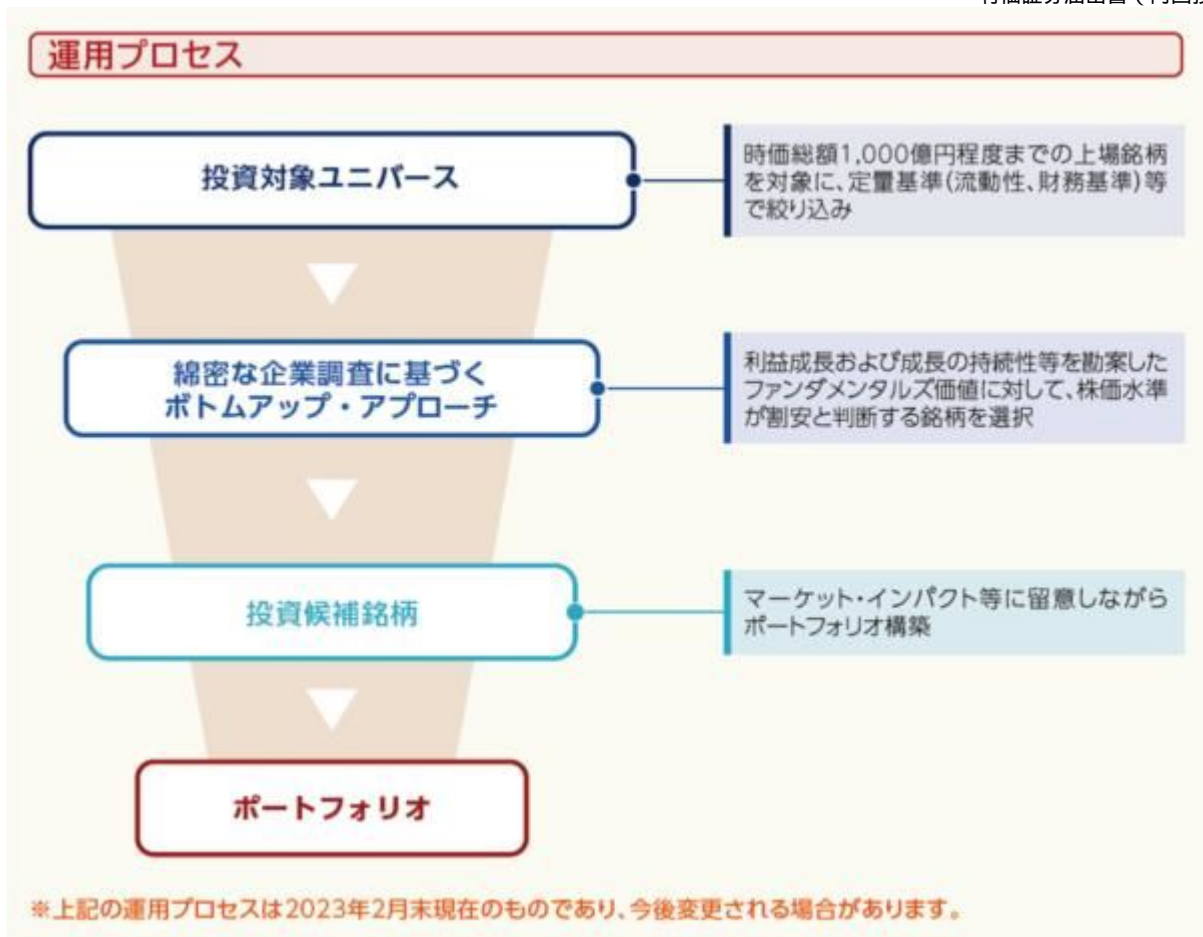 運用プロセス
投資対象ユニバース
時価総額1,000億円程度までの上場銘柄
を対象に、定量基準(流動性、財務基準)等
で絞り込み
綿密な企業調査に基づく
ボトムアップ・アプローチ
利益成長および成長の持続性等を勘案した
ファンダメンタルズ価値に対して、株価水準
が割安と判断する銘柄を選択
投資候補銘柄
マーケット・インパクト等に留意しながら
ポートフォリオ構築
ポートフォリオ
※上記の運用プロセスは2023年2月末現在のものであり、今後変更される場合があります。